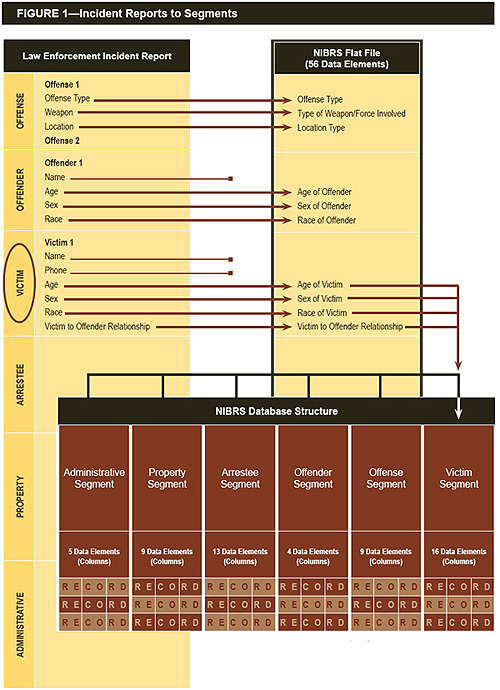 FIGURE 1—Incident Reports to Segments
Law Enforcement Incident Report
NIBRS Flat File
(56 Data Elements)
OFFENSE
Offense 1
Offense Type
Offense Type
Weapon
Type of Weapon/Force Involved
Location
Location Type
Offense 2
OFFENDER
Offender 1
Name
Age
Age of Offender
Sex
Sex of Offender
Race
Race of Offender
VICTIM
Victim 1
Name
Phone
Age
Age of Victim
Sex
Sex of Victim
Race
Race of Victim
Victim to Offender Relationship
Victim to Offender Relationship
ARRESTEE
PROPERTY
ADMINISTRATIVE
NIBRS Database Structure
Administrative
Segment
Property
Segment
Arrestee
Segment
Offender
Segment
Offense
Segment
Victim
Segment
5 Data Elements
(Columns)
9 Data Elements
(Columns)
13 Data Elements
(Columns)
4 Data Elements
(Columns)
9 Data Elements
(Columns)
16 Data Elements
(Columns)
RECORD RECORD RECORD RECORD RECORD RECORD
RECORD RECORD RECORD RECORD RECORD RECORD
RECORD RECORD RECORD RECORD RECORD RECORD